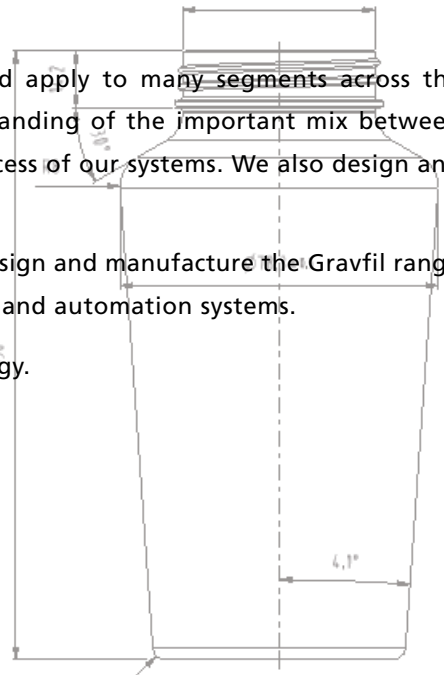 d apply to many segments across th
anding of the important mix betwee
cess of our systems. We also design an
30°
sign and manufacture the Gravfil rang
and automation systems.
gy.
4,1°